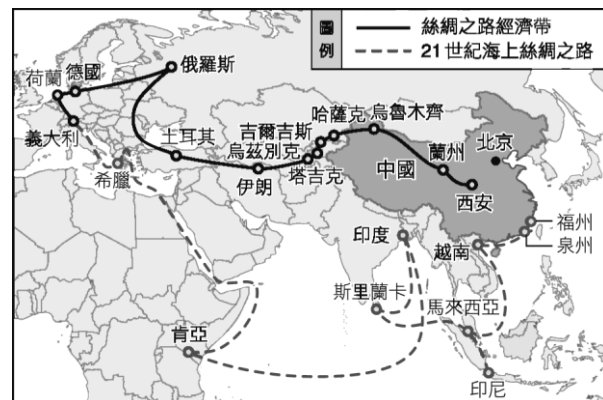 圖例
絲綢之路經濟帶
21世紀海上絲綢之路
俄羅斯
德國
荷蘭
義大利
希臘
土耳其
伊朗
哈薩克
吉爾吉斯
烏茲別克
塔吉克
烏魯木齊
蘭州
北京
中國
西安
福州
泉州
越南
印度
斯里蘭卡
馬來西亞
肯亞
印尼